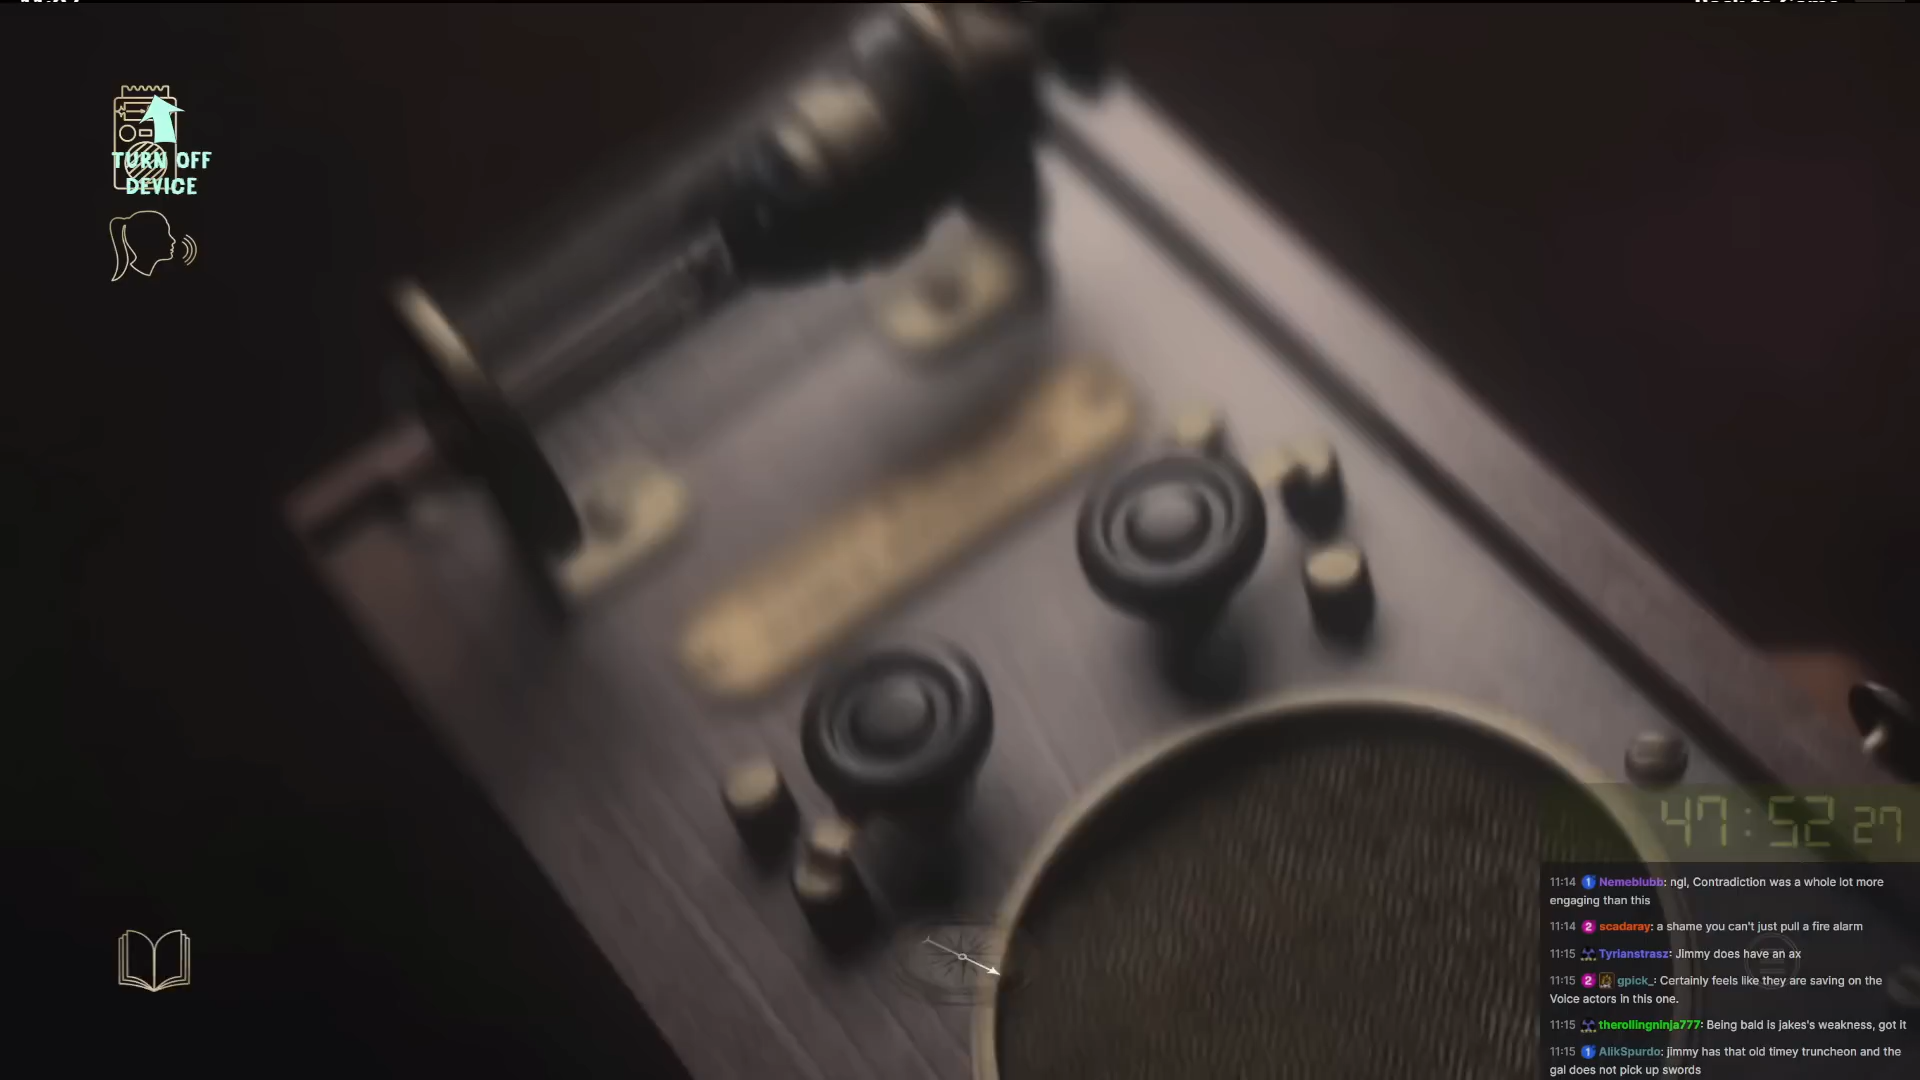 TURN OFF
DEVICE
47:52 27
11:14 Nemeblubb: ngl, Contradiction was a whole lot more
engaging than this
11:14 scadaray: a shame you can't just pull a fire alarm
11:15 Tyrianstrasz: Jimmy does have an ax
11:15 gpick_: Certainly feels like they are saving on the
Voice actors in this one.
11:15 therollingninja777: Being bald is jakes's weakness, got it
11:15 AlikSpurdo: jimmy has that old timey truncheon and the
gal does not pick up swords